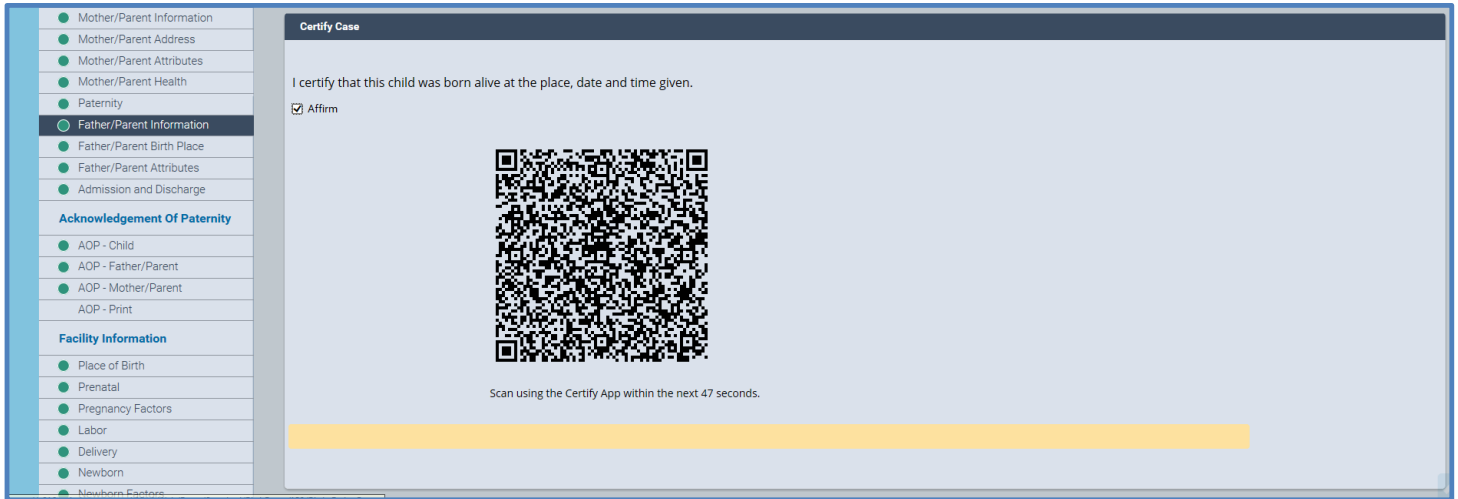 Mother/Parent Information
Mother/Parent Address
Mother/Parent Attributes
Mother/Parent Health
Paternity
Father/Parent Information
Father/Parent Birth Place
Father/Parent Attributes
Admission and Discharge
Acknowledgement Of Paternity
AOP - Child
AOP - Father/Parent
AOP - Mother/Parent
AOP - Print
Facility Information
Place of Birth
Prenatal
Pregnancy Factors
Labor
Delivery
Newborn
Newborn Factors
Certify Case
I certify that this child was born alive at the place, date and time given.
Affirm
Scan using the Certify App within the next 47 seconds.